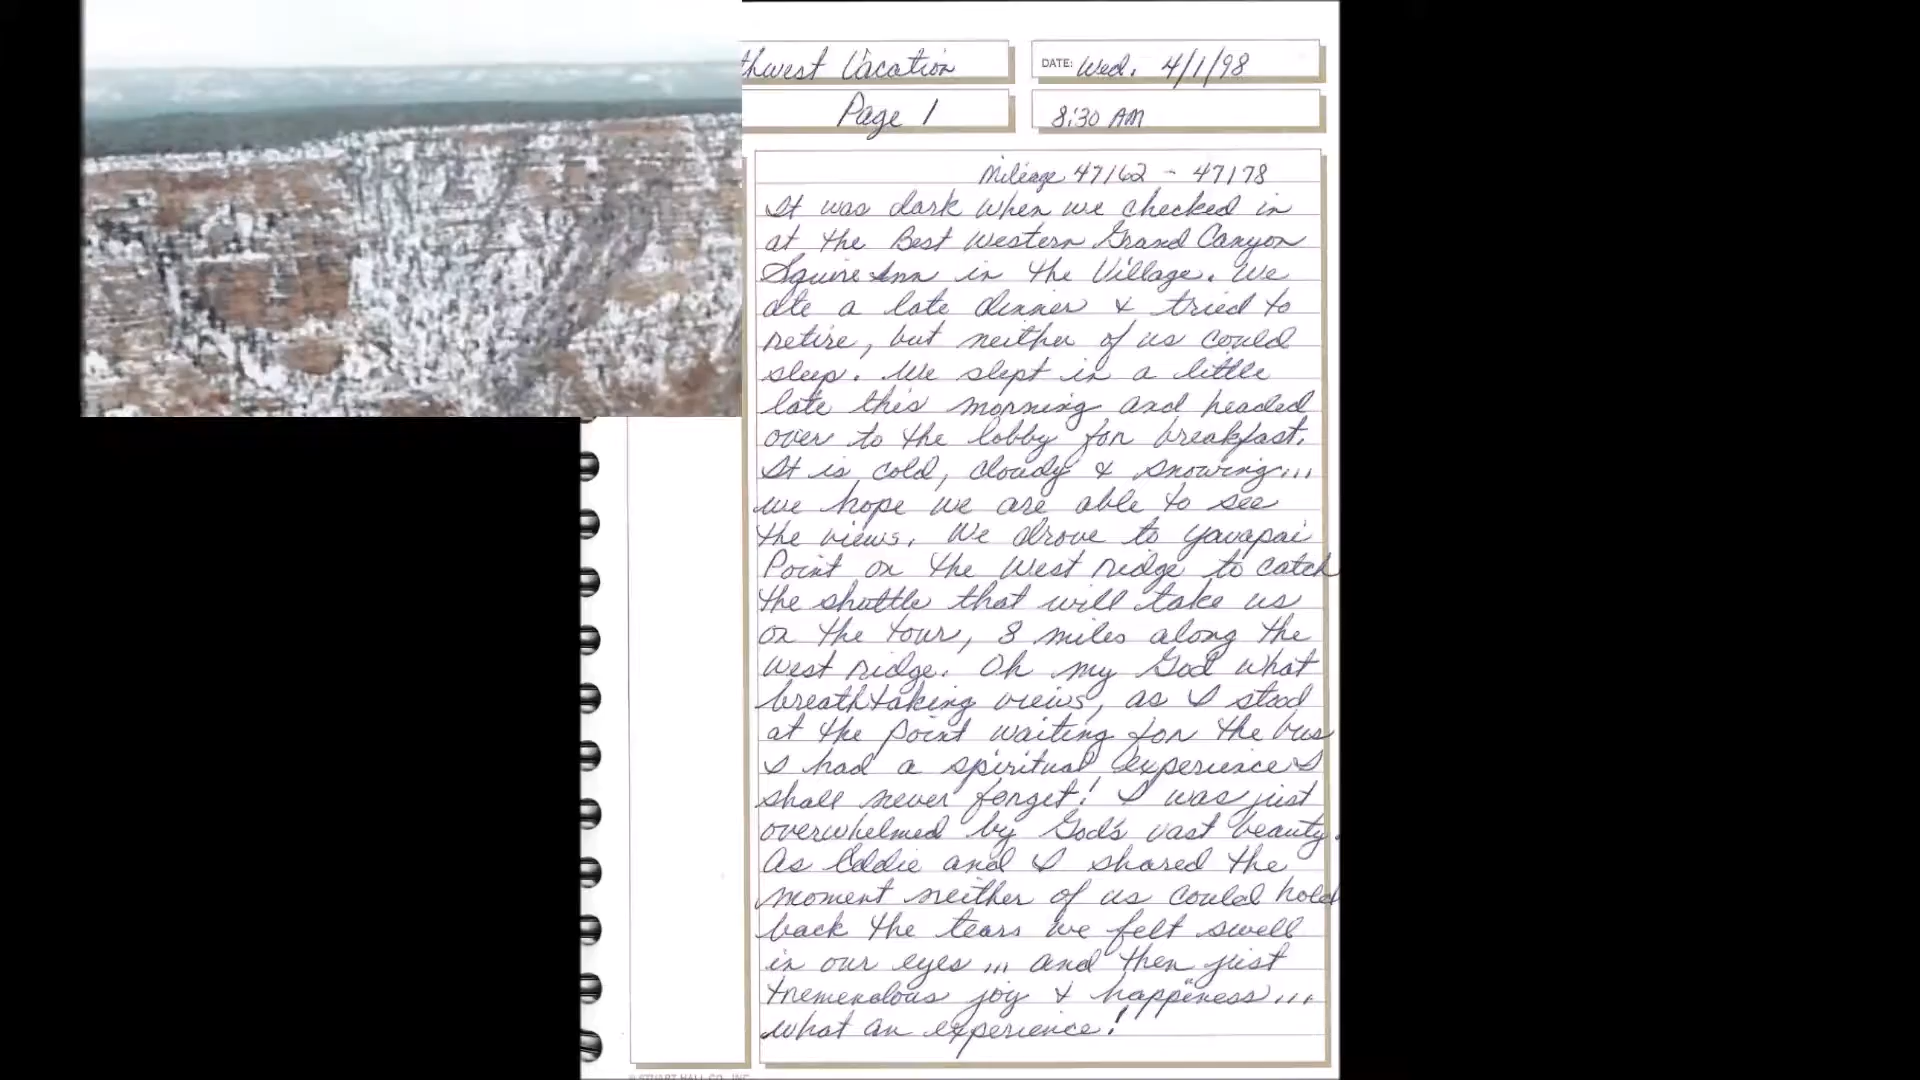 thwest Vacation
DATE: Wed. 4/1/98
Page 1
8:30 AM
Mileage 47162 - 47178
It was dark when we checked in
at the Best Western Grand Canyon
Squire Inn in the Village. We
ate a late dinner & tried to
retire, but neither of us could
sleep. We slept in a little
late this morning and headed
over to the lobby for breakfast.
It is cold, cloudy & snowing...
we hope we are able to see
the views. We drove to Yavapai
Point on the West ridge to catch
the shuttle that will take us
on the tour, 8 miles along the
West ridge. Oh my God what
breathtaking views, as I stood
at the point waiting for the bus
I had a spiritual experience I
shall never forget! I was just
overwhelmed by God's vast beauty.
As Eddie and I shared the
moment neither of us could hold
back the tears we felt swell
in our eyes... and then just
tremendous joy & happiness...
what an experience!